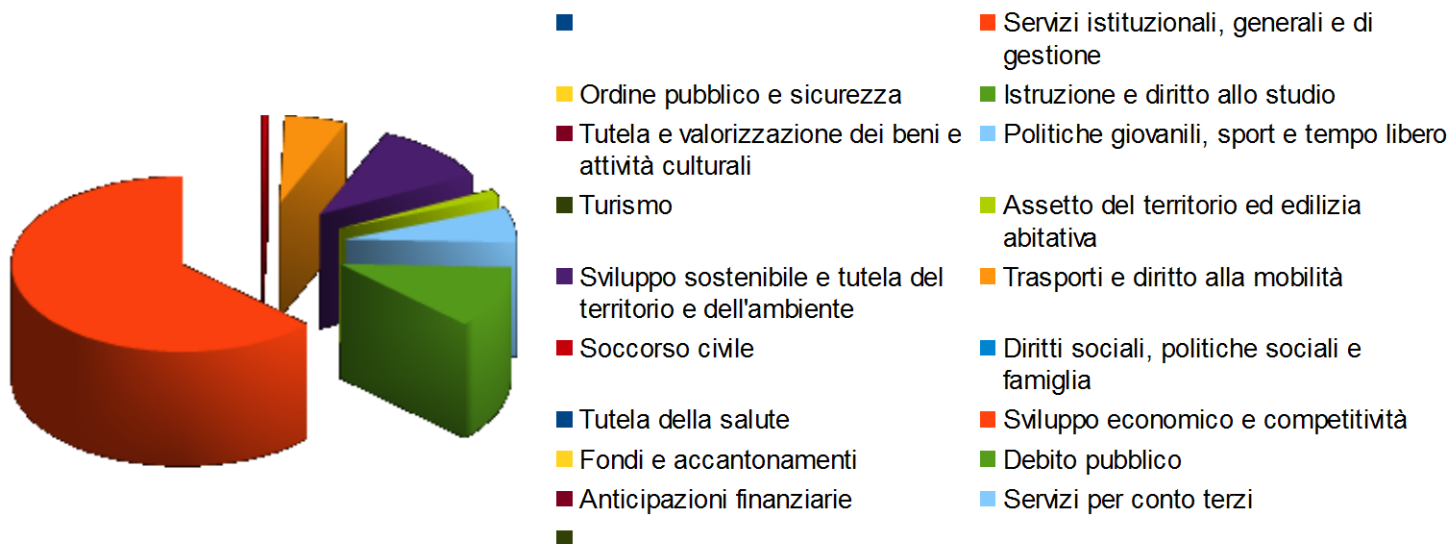 Servizi istituzionali, generali e di
gestione
Ordine pubblico e sicurezza
Istruzione e diritto allo studio
Tutela e valorizzazione dei beni e
attività culturali
Politiche giovanili, sport e tempo libero
Turismo
Assetto del territorio ed edilizia
abitativa
Sviluppo sostenibile e tutela del
territorio e dell'ambiente
Trasporti e diritto alla mobilità
Soccorso civile
Diritti sociali, politiche sociali e
famiglia
Tutela della salute
Sviluppo economico e competitività
Fondi e accantonamenti
Debito pubblico
Anticipazioni finanziarie
Servizi per conto terzi